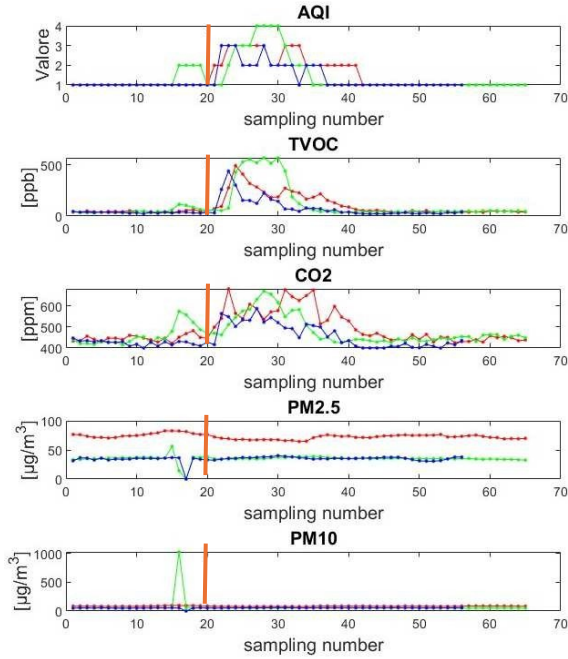 AQI
Valore
4
3
2
1
0 10 20 30 40 50 60 70
sampling number
TVOC
[ppb]
500
0
0 10 20 30 40 50 60 70
sampling number
CO2
[ppm]
600
500
400
0 10 20 30 40 50 60 70
sampling number
PM2.5
[µg/m³]
100
50
0
0 10 20 30 40 50 60 70
sampling number
PM10
[µg/m³]
1000
500
0
0 10 20 30 40 50 60 70
sampling number